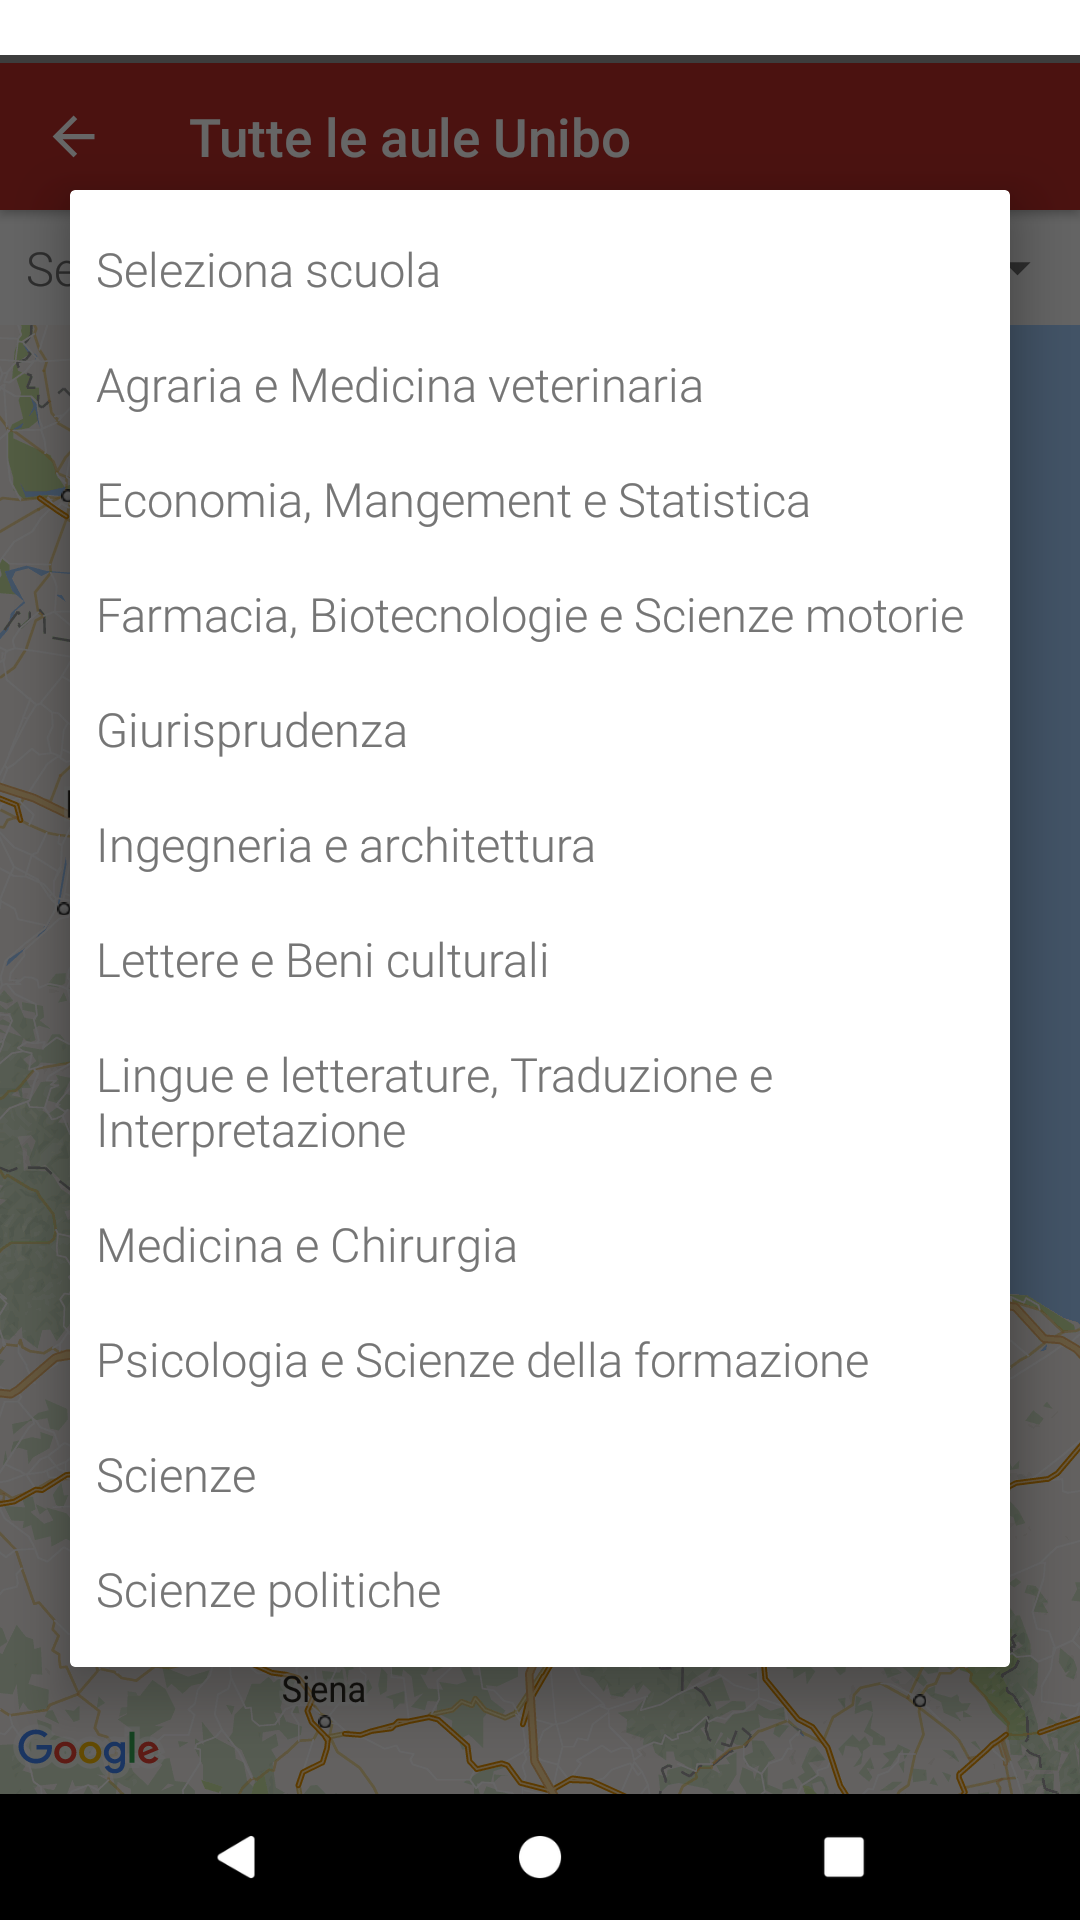 Tutte le aule Unibo
Se
Seleziona scuola
Agraria e Medicina veterinaria
Economia, Mangement e Statistica
Farmacia, Biotecnologie e Scienze motorie
Giurisprudenza
Ingegneria e architettura
Lettere e Beni culturali
Lingue e letterature, Traduzione e
Interpretazione
Medicina e Chirurgia
Psicologia e Scienze della formazione
Scienze
Scienze politiche
Siena
Google